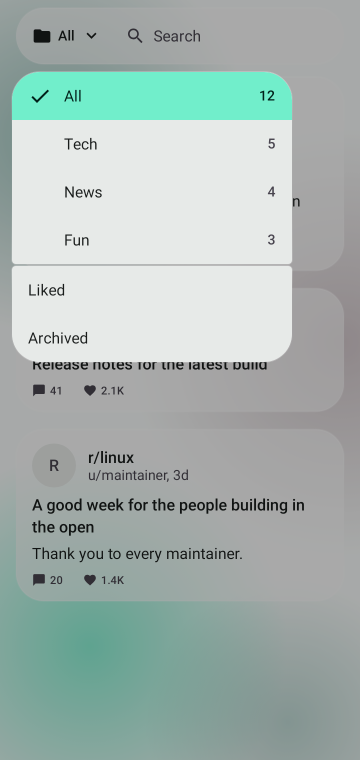 All
Search
All 12
Tech 5
News 4
Fun 3
Liked
Archived
Release notes for the latest build
41 2.1K
R
r/linux
u/maintainer, 3d
A good week for the people building in
the open
Thank you to every maintainer.
20 1.4K